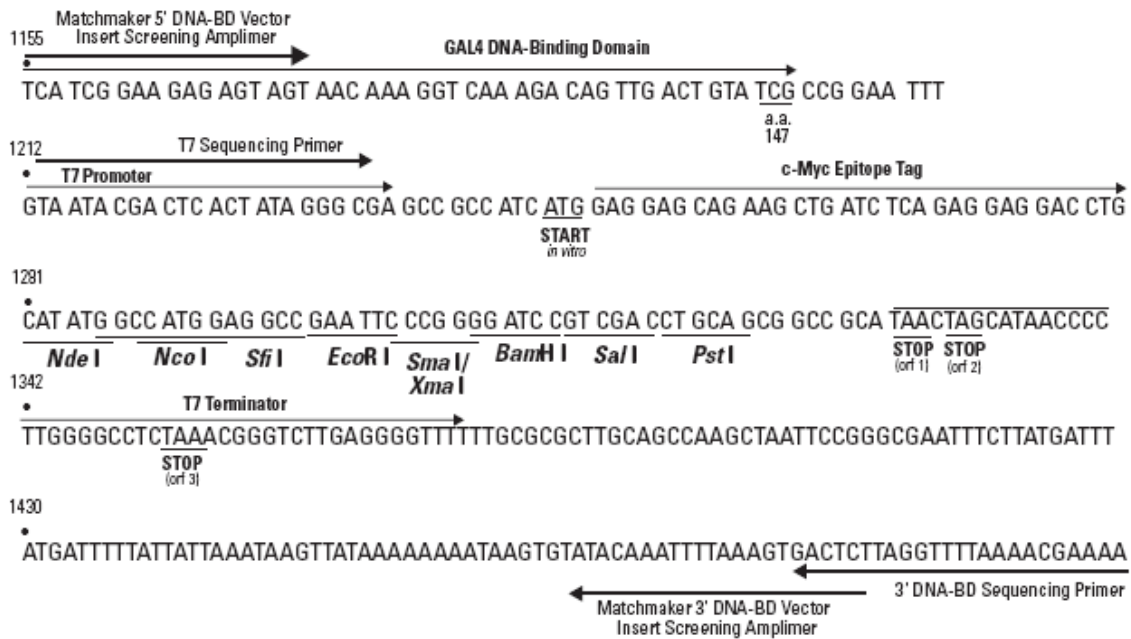 Matchmaker 5' DNA-BD Vector
Insert Screening Amplimer
1155
GAL4 DNA-Binding Domain
TCA TCG GAA GAG AGT AGT AAC AAA GGT CAA AGA CAG TTG ACT GTA TCG CCG GAA TTT
a.a.
147
1212
T7 Sequencing Primer
T7 Promoter
c-Myc Epitope Tag
GTA ATA CGA CTC ACT ATA GGG CGA GCC GCC ATC ATG GAG GAG CAG AAG CTG ATC TCA GAG GAG GAC CTG
START
in vitro
1281
CAT ATG GCC ATG GAG GCC GAA TTC CCG GGG ATC CGT CGA CCT GCA GCG GCC GCA TAACTAGCATAACCCC
Nde I Nco I Sfi I EcoR I Sma I/ BamH I Sal I Pst I STOP STOP
Xma I (orf 1) (orf 2)
1342
T7 Terminator
TTGGGGCCTCTAAACGGGTCTTGAGGGGTTTTTTGCGCGCTTGCAGCCAAGCTAATTCCGGGCGAATTTCTTATGATTT
STOP
(orf 3)
1430
ATGATTTTTATTATTAAATAAGTTATAAAAAAAATAAGTGTATACAAATTTTAAAGTGACTCTTAGGTTTTAAAACGAAAA
3' DNA-BD Sequencing Primer
Matchmaker 3' DNA-BD Vector
Insert Screening Amplimer